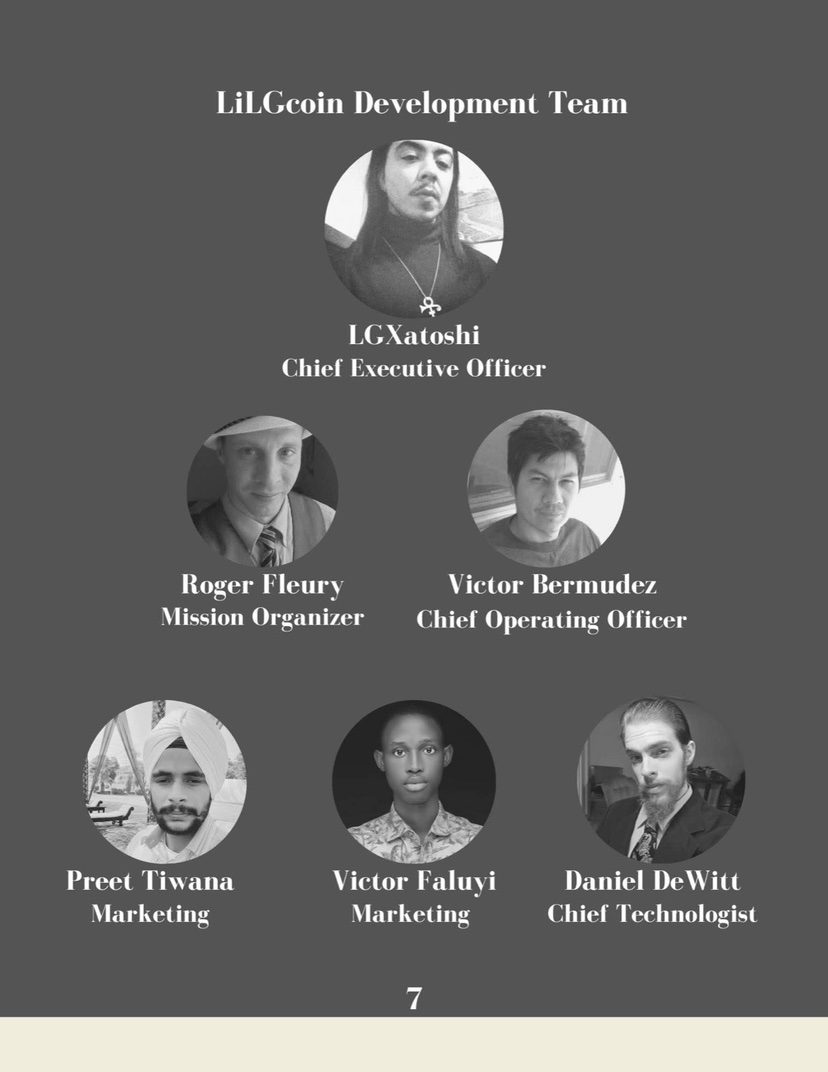 LiLGcoin Development Team
LGXatoshi
Chief Executive Officer
Roger Fleury
Mission Organizer
Victor Bermudez
Chief Operating Officer
Preet Tiwana
Marketing
Victor Faluyi
Marketing
Daniel DeWitt
Chief Technologist
7